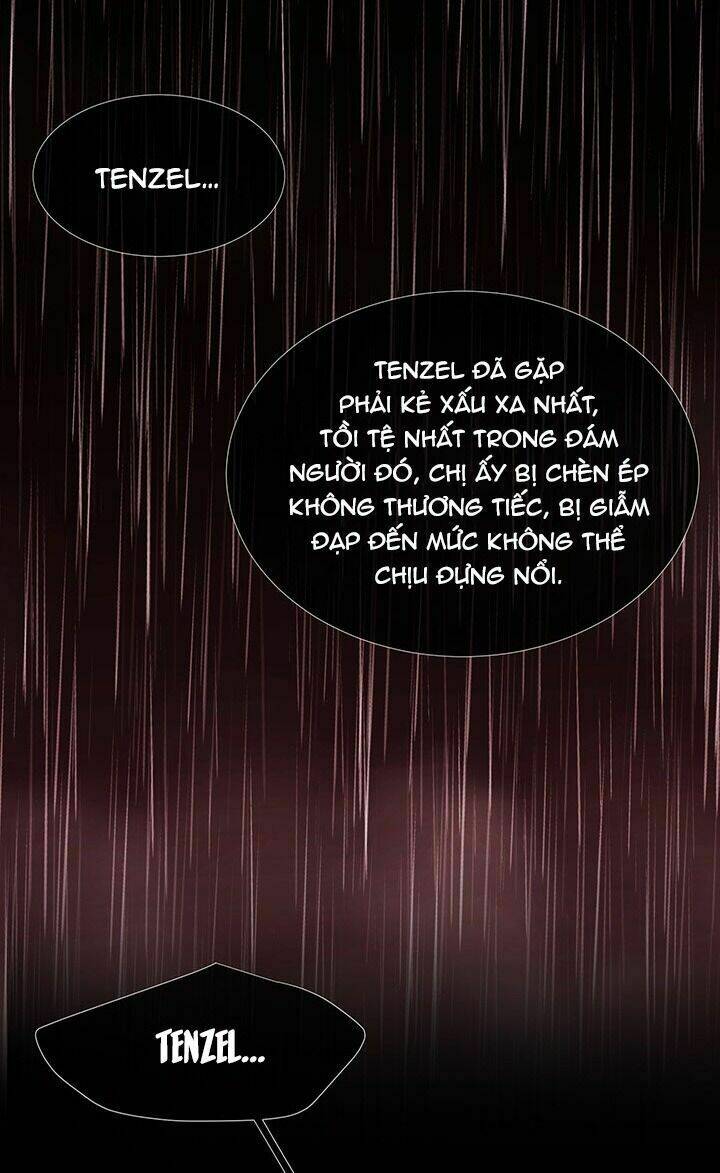 TENZEL...
TENZEL ĐÃ GẶP
PHẢI KẺ XẤU XA NHẤT,
TỒI TỆ NHẤT TRONG ĐÁM
NGƯỜI ĐÓ, CHỊ ẤY BỊ CHÈN ÉP
KHÔNG THƯƠNG TIẾC, BỊ GIẪM
ĐẠP ĐẾN MỨC KHÔNG THỂ
CHỊU ĐỰNG NỔI.
TENZEL...